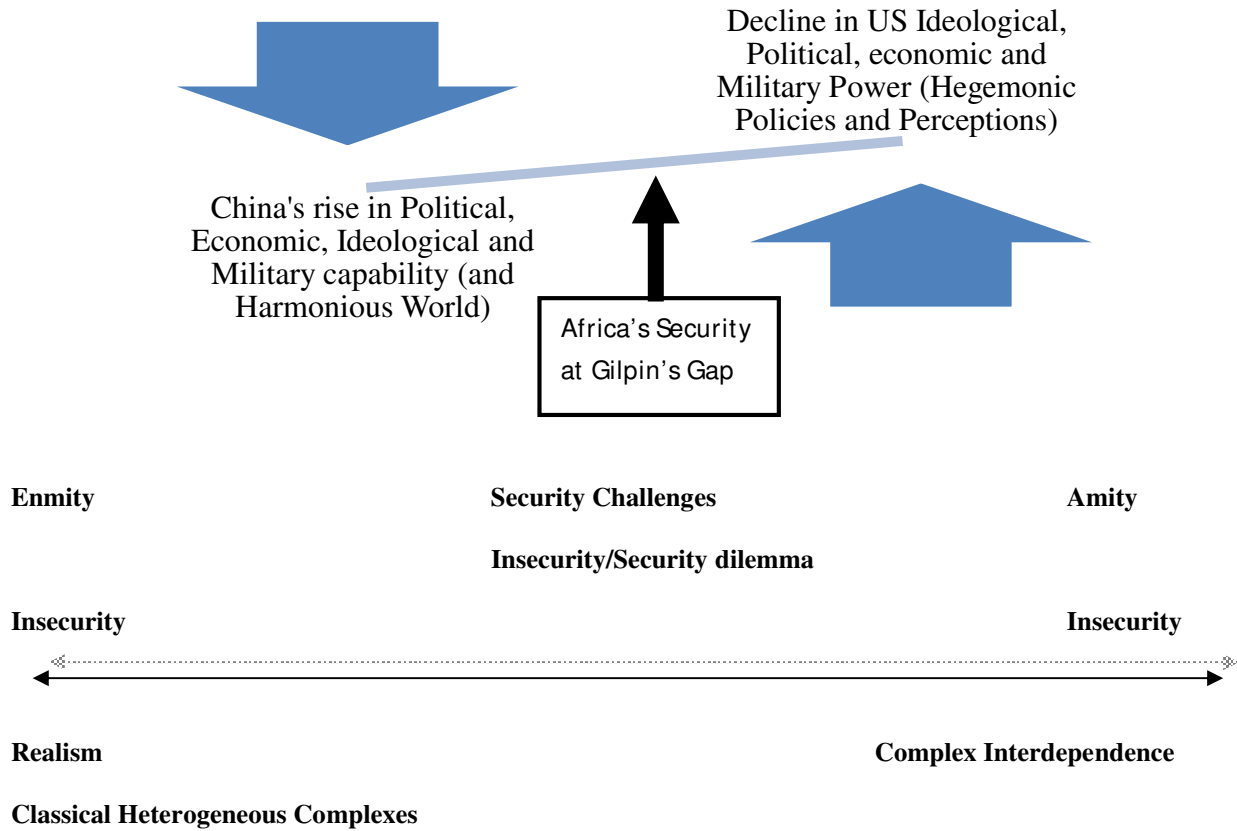 Decline in US Ideological,
Political, economic and
Military Power (Hegemonic
Policies and Perceptions)
China's rise in Political,
Economic, Ideological and
Military capability (and
Harmonious World)
Africa's Security
at Gilpin's Gap
Enmity Security Challenges Amity
Insecurity/Security dilemma
Insecurity Insecurity
Realism Complex Interdependence
Classical Heterogeneous Complexes